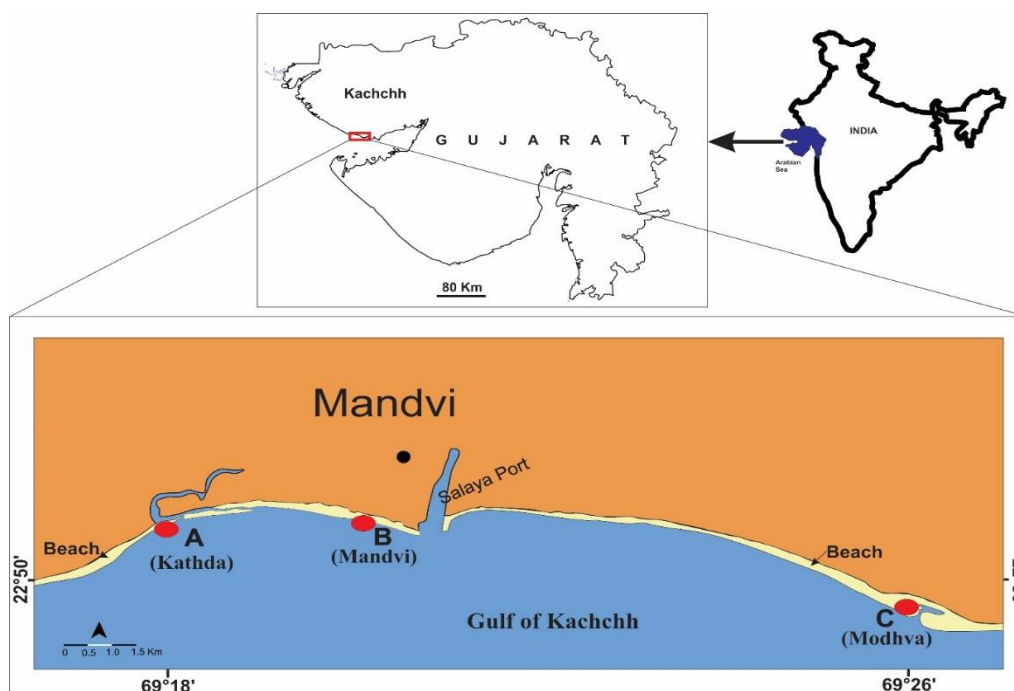 Kachchh
G U J A R A T
80 Km
INDIA
Arabian
Sea
Mandvi
Salaya Port
Beach
A
(Kathda)
B
(Mandvi)
Beach
C
(Modhva)
Gulf of Kachchh
22°50'
0 0.5 1.0 1.5 Km
69°18'
69°26'